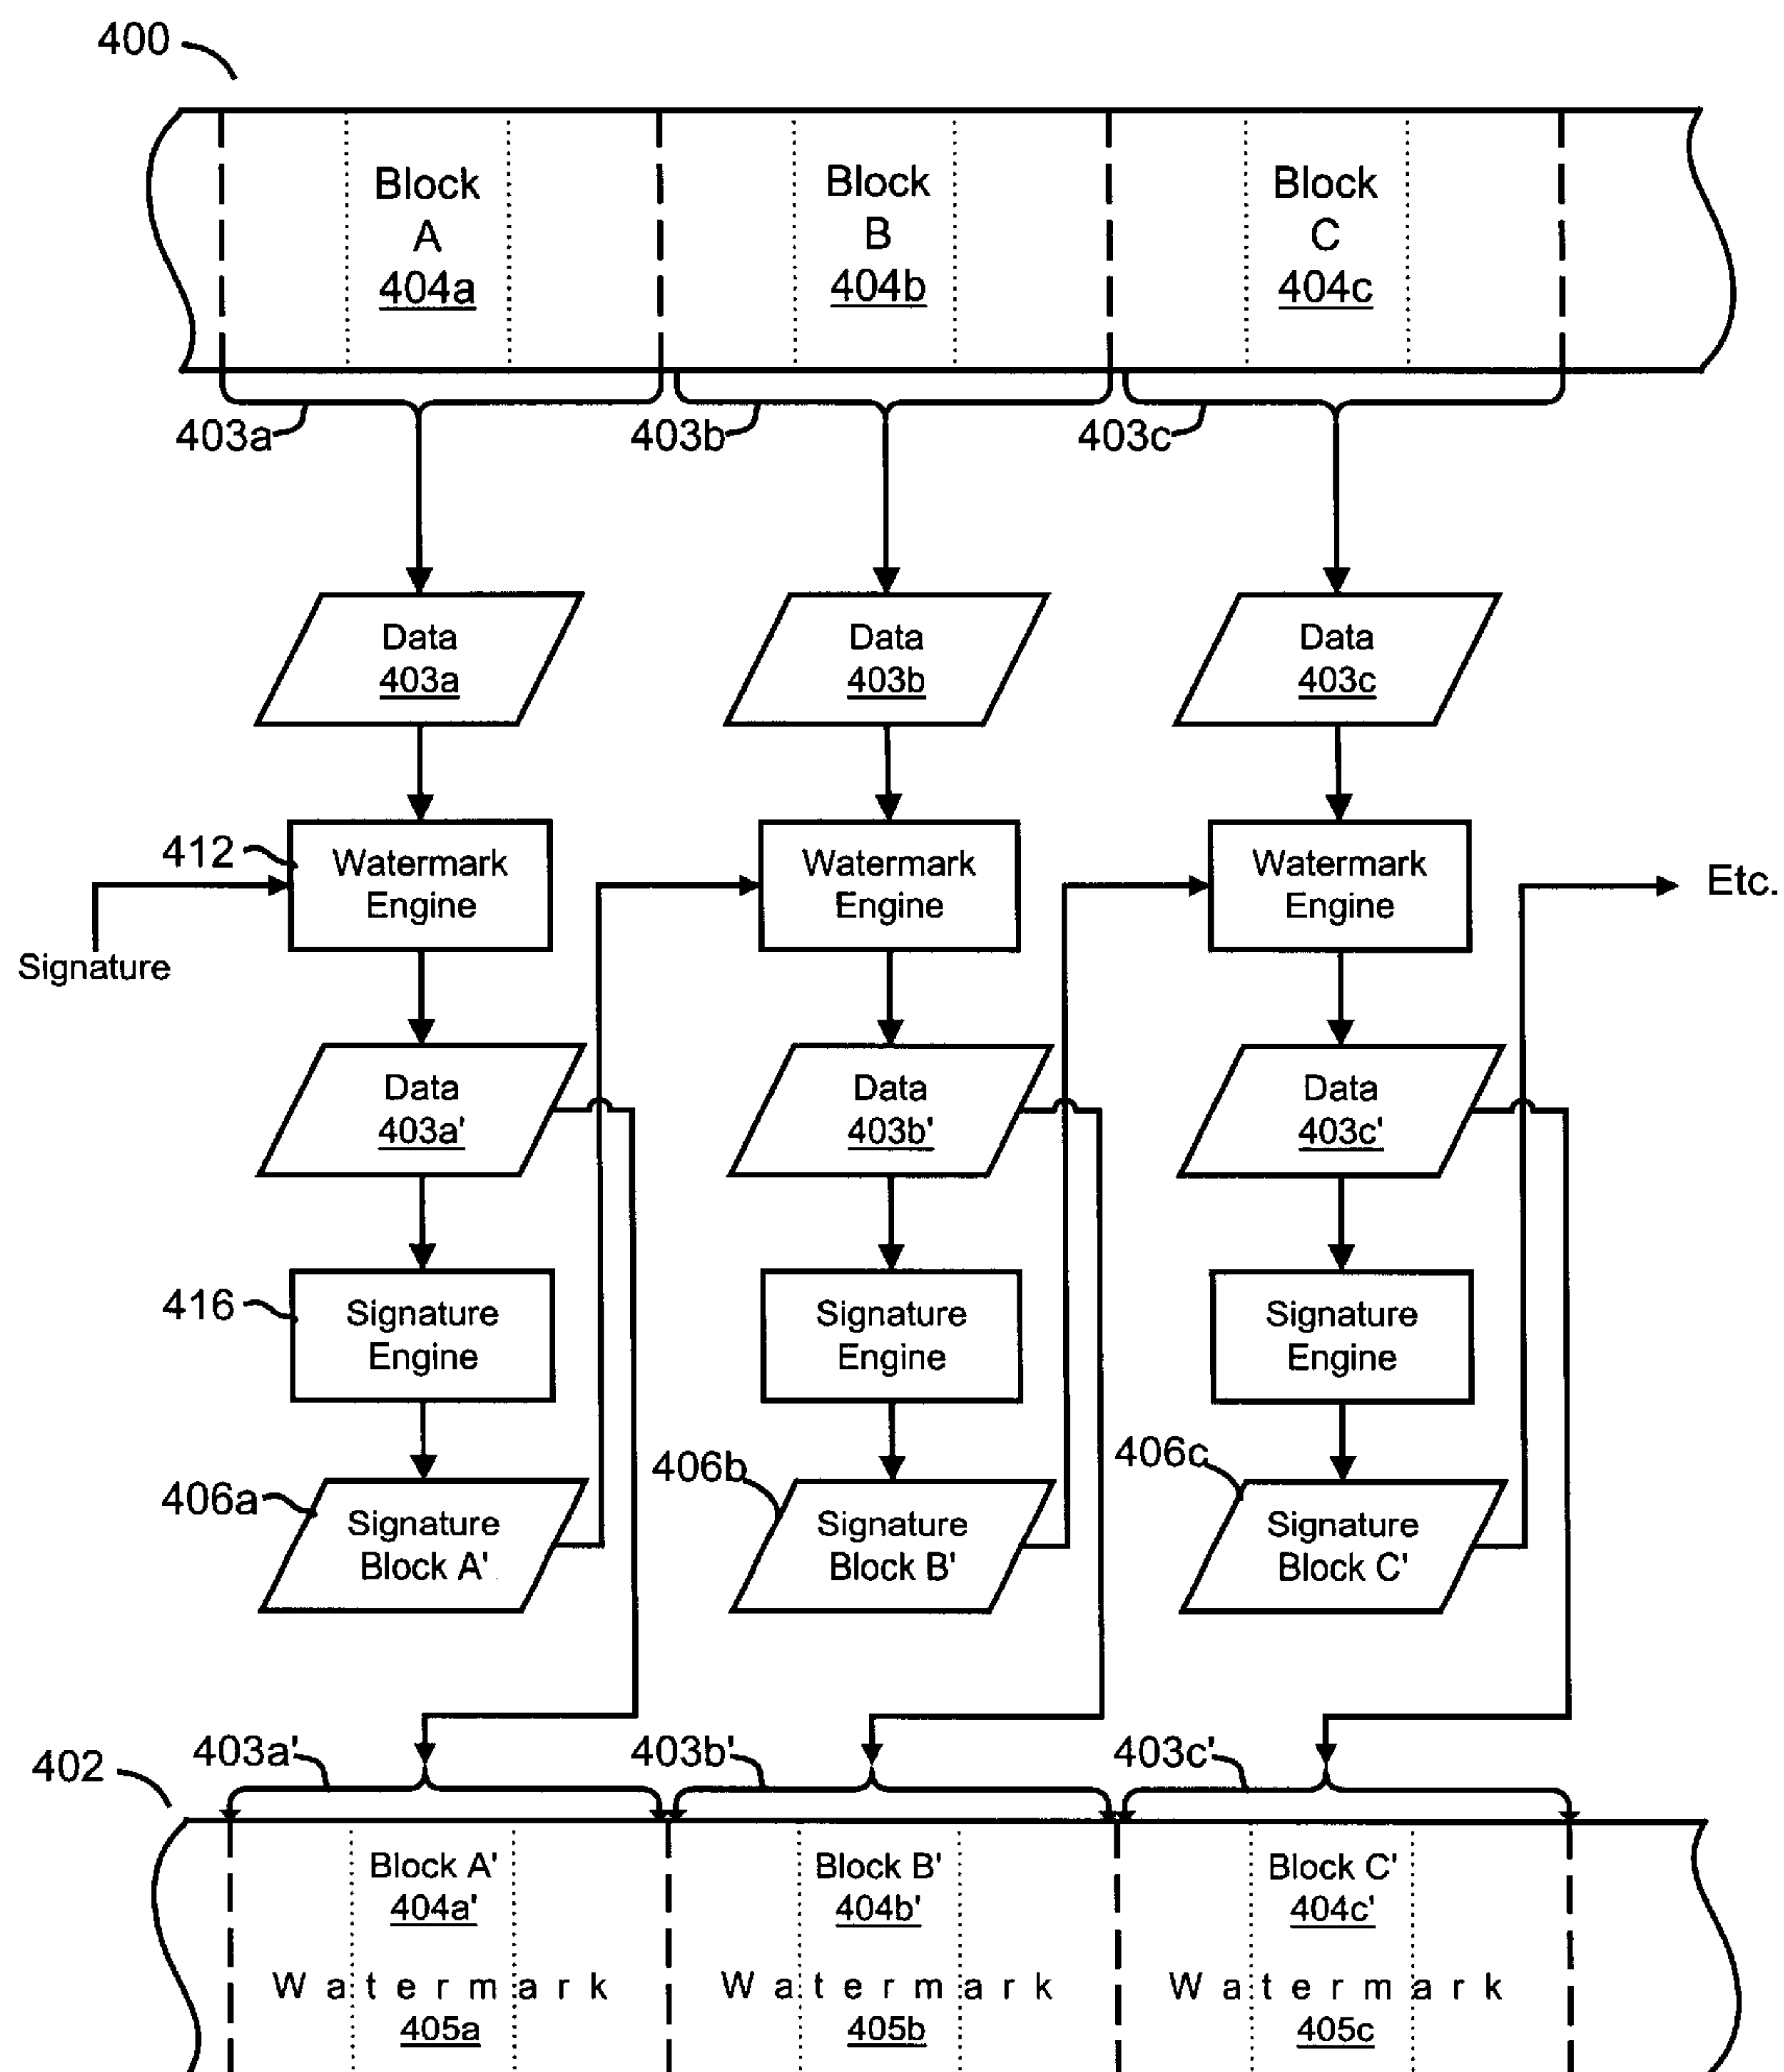 400
Block
A
404a
Block
B
404b
Block
C
404c
403a
403b
403c
Data
403a
Data
403b
Data
403c
412
Watermark
Engine
Watermark
Engine
Watermark
Engine
Etc.
Signature
Data
403a'
Data
403b'
Data
403c'
416
Signature
Engine
Signature
Engine
Signature
Engine
406a
Signature
Block A'
406b
Signature
Block B'
406c
Signature
Block C'
402
403a'
403b'
403c'
Block A'
404a'
Watermark
405a
Block B'
404b'
Watermark
405b
Block C'
404c'
Watermark
405c